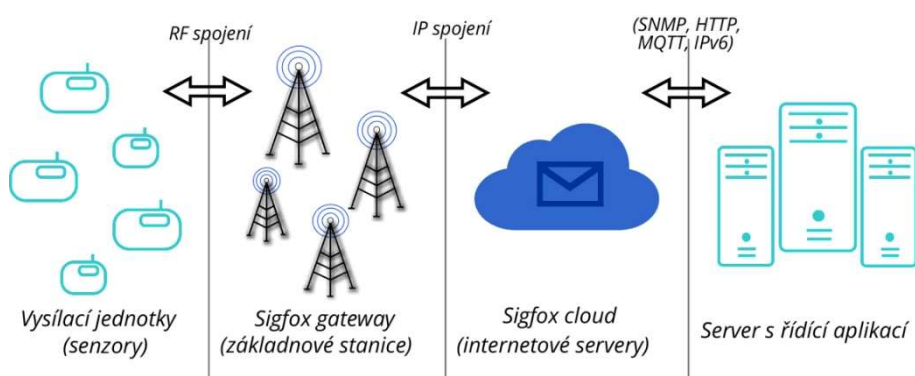 RF spojení
IP spojení
(SNMP, HTTP,
MQTT, IPv6)
Vysílací jednotky
(senzory)
Sigfox gateway
(základnové stanice)
Sigfox cloud
(internetové servery)
Server s řídící aplikací